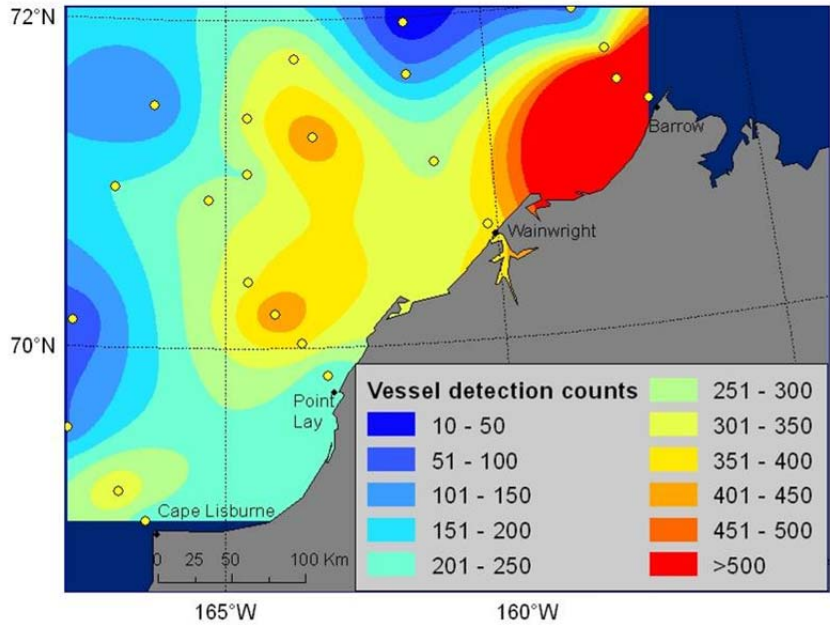 72°N
Barrow
Wainwright
70°N
Point
Lay
Cape Lisburne
0 25 50 100 Km
Vessel detection counts
10 - 50
51 - 100
101 - 150
151 - 200
201 - 250
251 - 300
301 - 350
351 - 400
401 - 450
451 - 500
>500
165°W
160°W